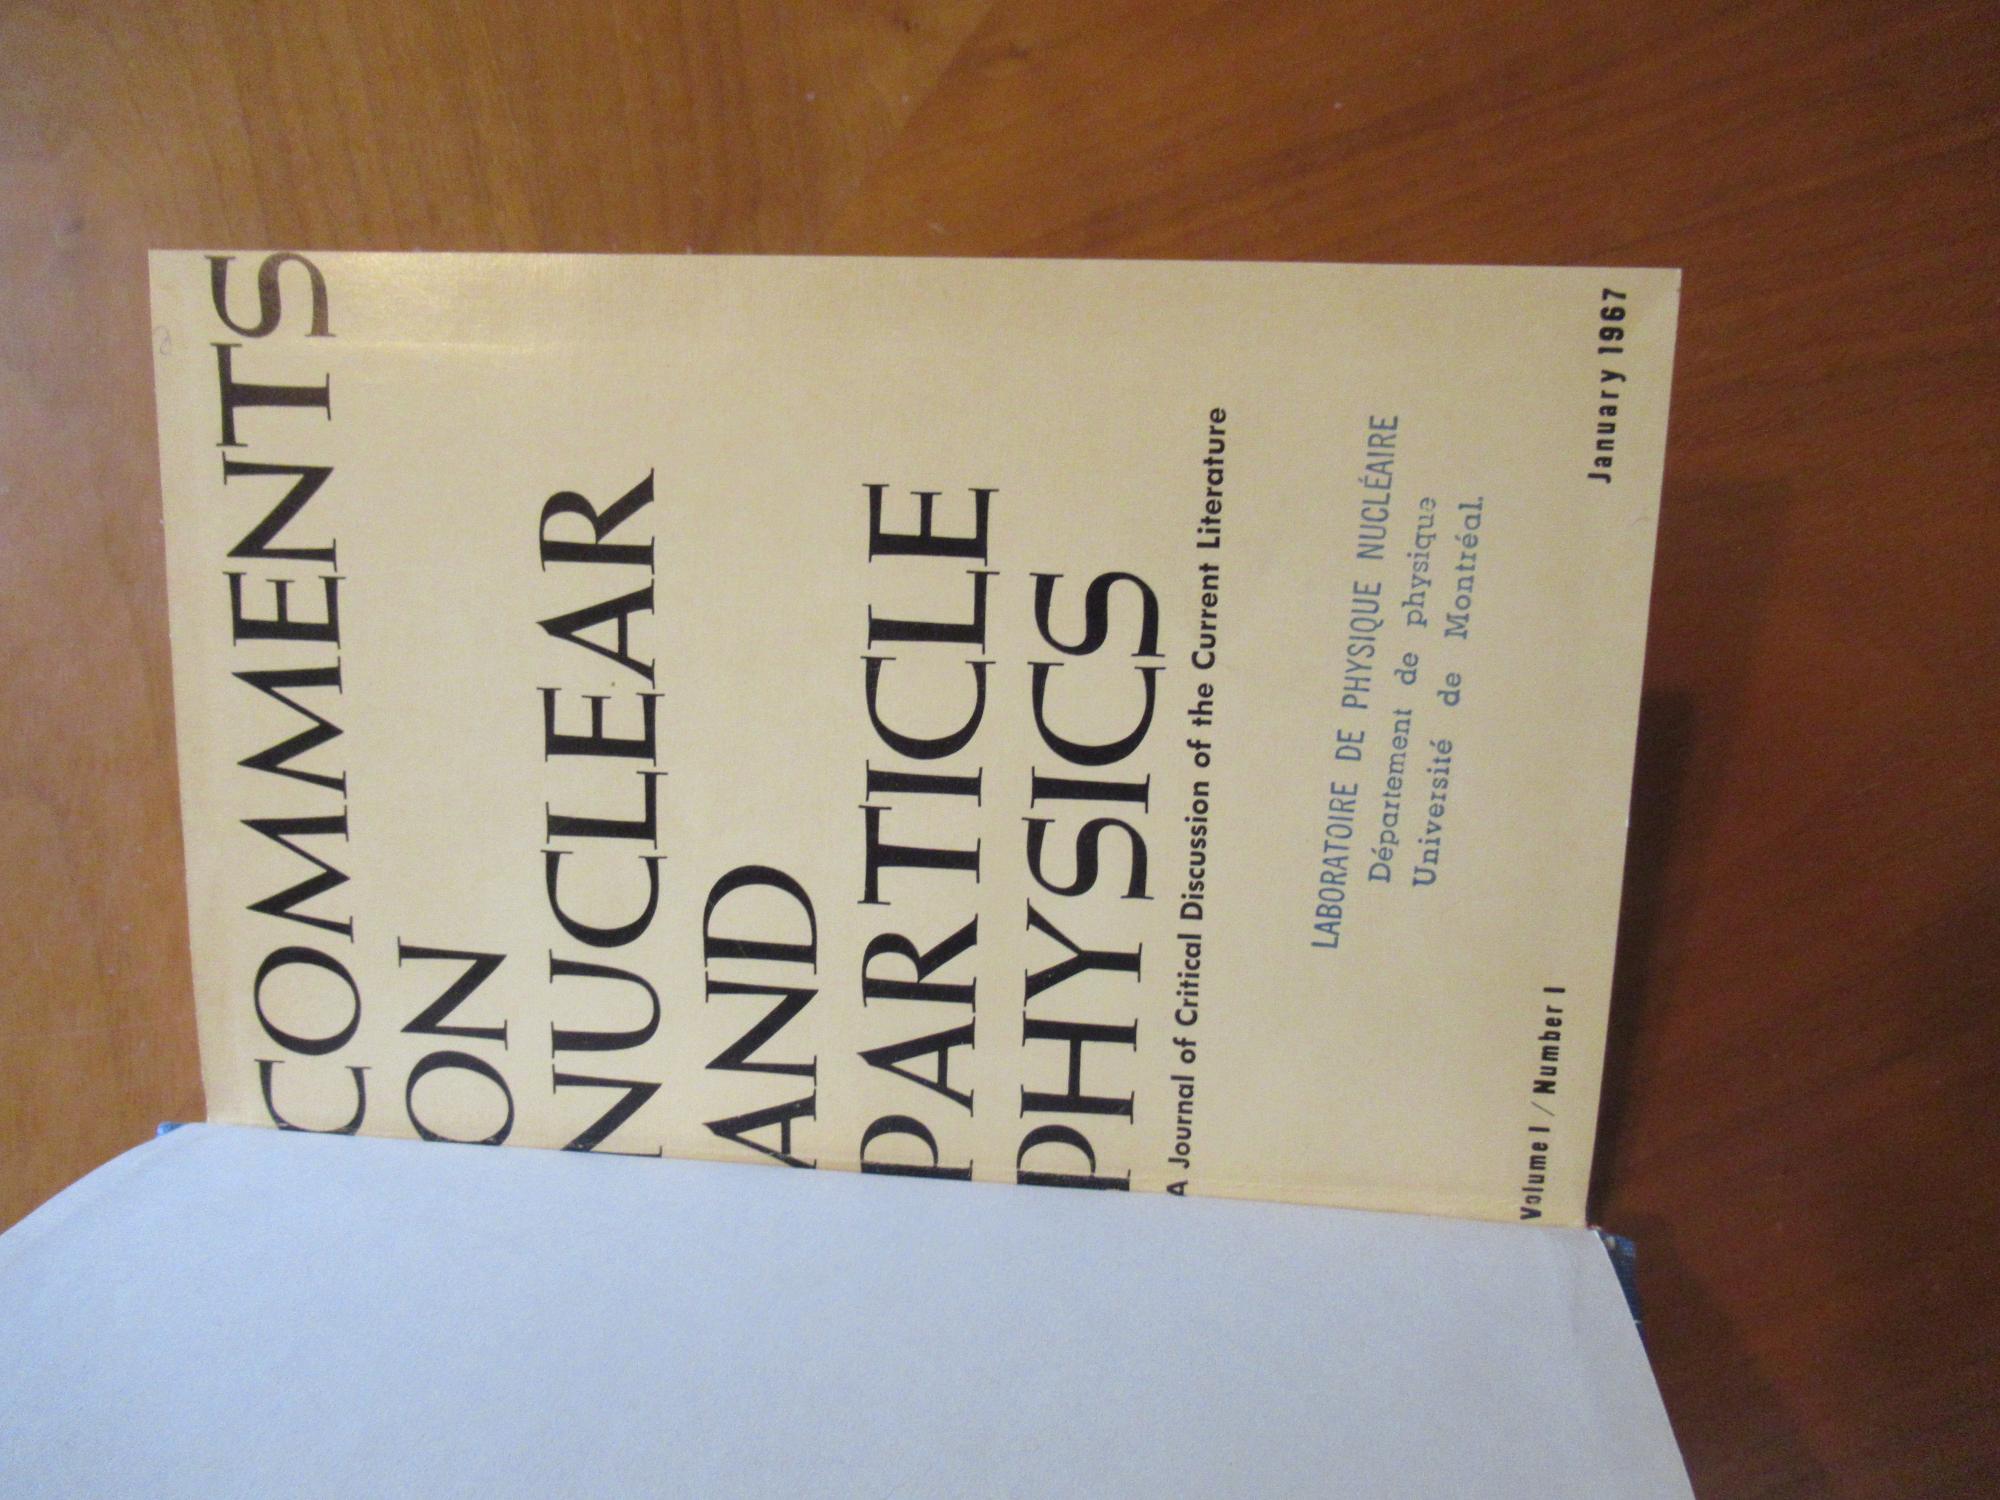 COMMENTS
ON
NUCLEAR
AND
PARTICLE
PHYSICS
A Journal of Critical Discussion of the Current Literature
LABORATOIRE DE PHYSIQUE NUCLÉAIRE
Département de physique
Université de Montréal.
Volume I / Number I
January 1967